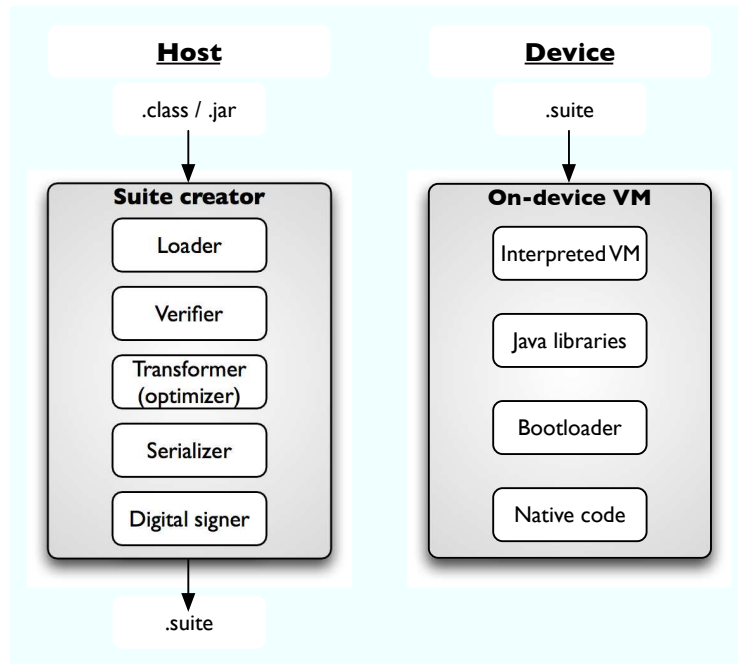 Host
.class / .jar
Suite creator
Loader
Verifier
Transformer
(optimizer)
Serializer
Digital signer
.suite
Device
.suite
On-device VM
Interpreted VM
Java libraries
Bootloader
Native code